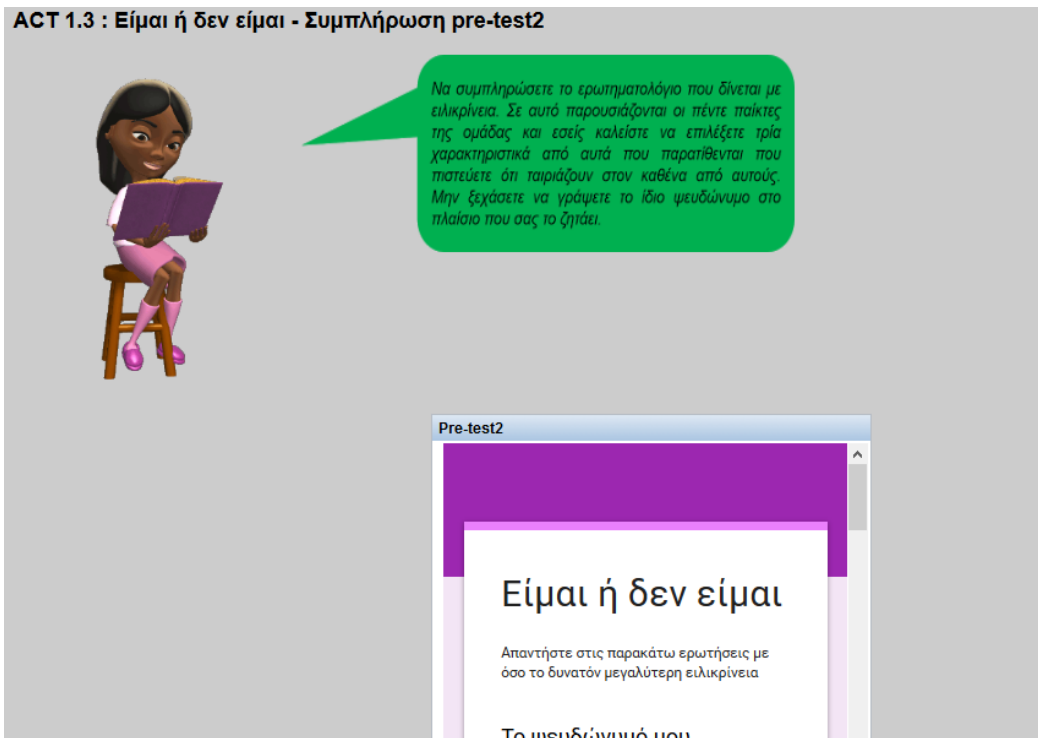 ACT 1.3 : Είμαι ή δεν είμαι - Συμπλήρωση pre-test2
Να συμπληρώσετε το ερωτηματολόγιο που δίνεται με
ειλικρίνεια. Σε αυτό παρουσιάζονται οι πέντε παίκτες
της ομάδας και εσείς καλείστε να επιλέξετε τρία
χαρακτηριστικά από αυτά που παρατίθενται που
πιστεύετε ότι ταιριάζουν στον καθένα από αυτούς.
Μην ξεχάσετε να γράψετε το ίδιο ψευδώνυμο στο
πλαίσιο που σας το ζητάει.
Pre-test2
Είμαι ή δεν είμαι
Απαντήστε στις παρακάτω ερωτήσεις με
όσο το δυνατόν μεγαλύτερη ειλικρίνεια
Το ψευδώνυμό μου